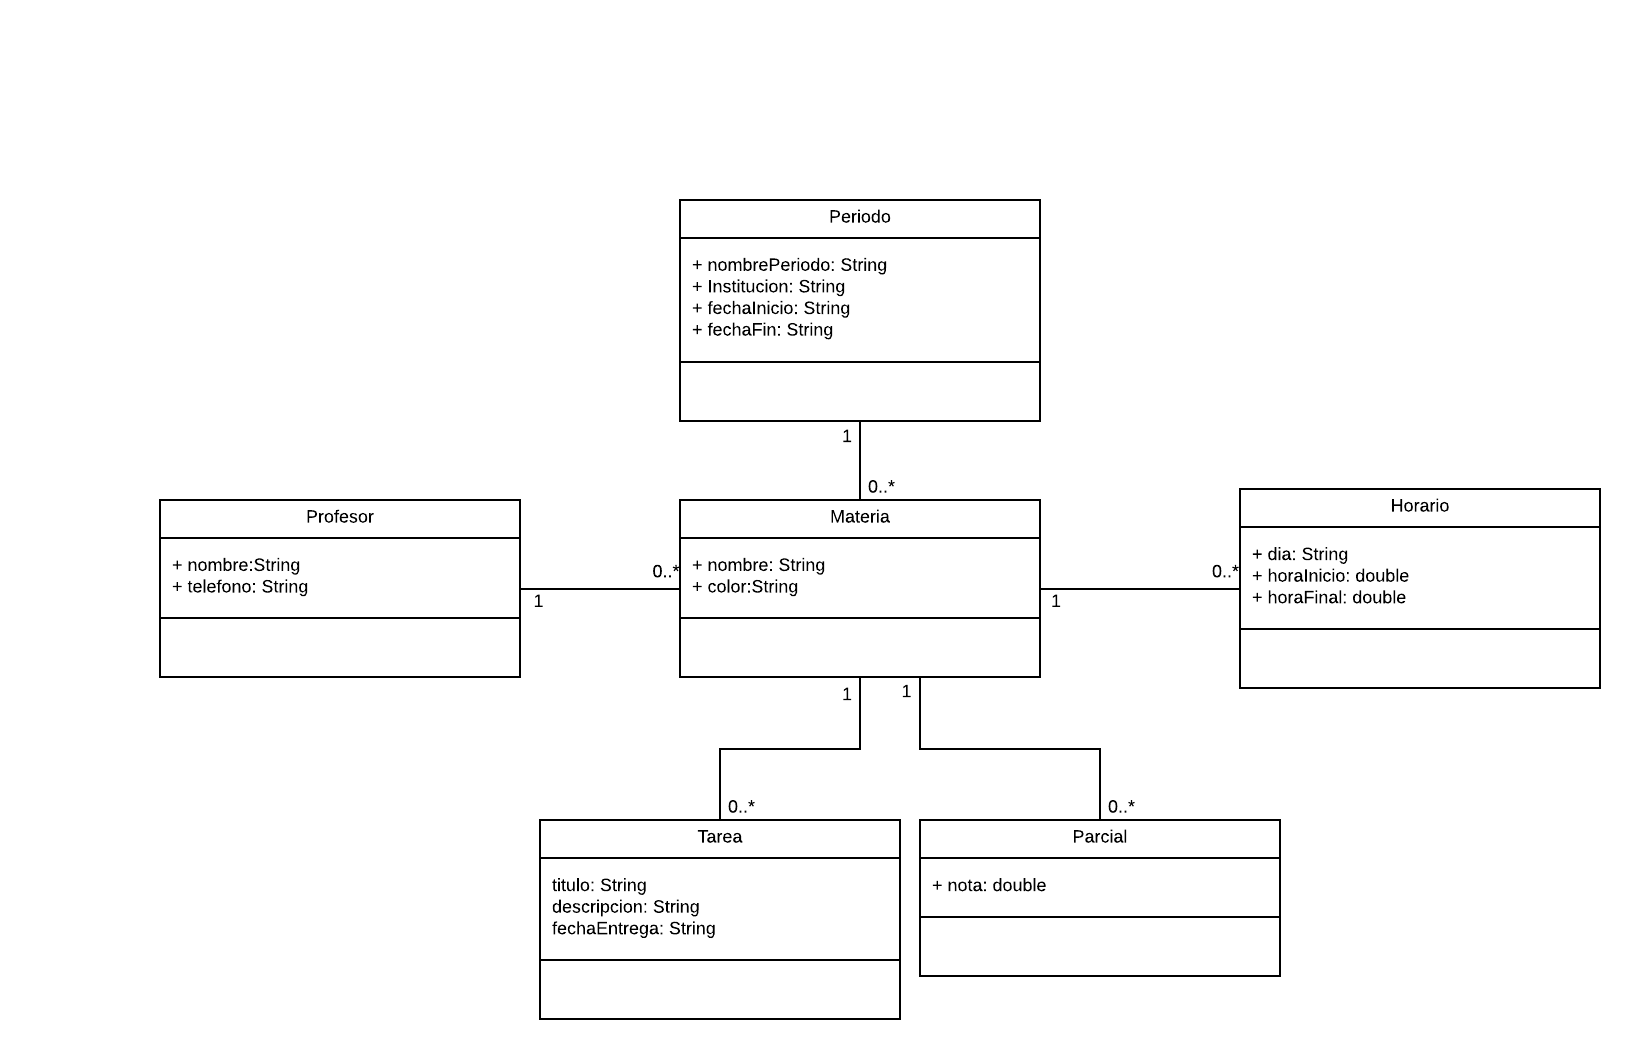 Periodo
+ nombrePeriodo: String
+ Institucion: String
+ fechaInicio: String
+ fechaFin: String
1
0..*
Profesor
+ nombre:String
+ telefono: String
1
0..*
Materia
+ nombre: String
+ color:String
1
0..*
Horario
+ dia: String
+ horaInicio: double
+ horaFinal: double
1
1
0..*
0..*
Tarea
titulo: String
descripcion: String
fechaEntrega: String
Parcial
+ nota: double